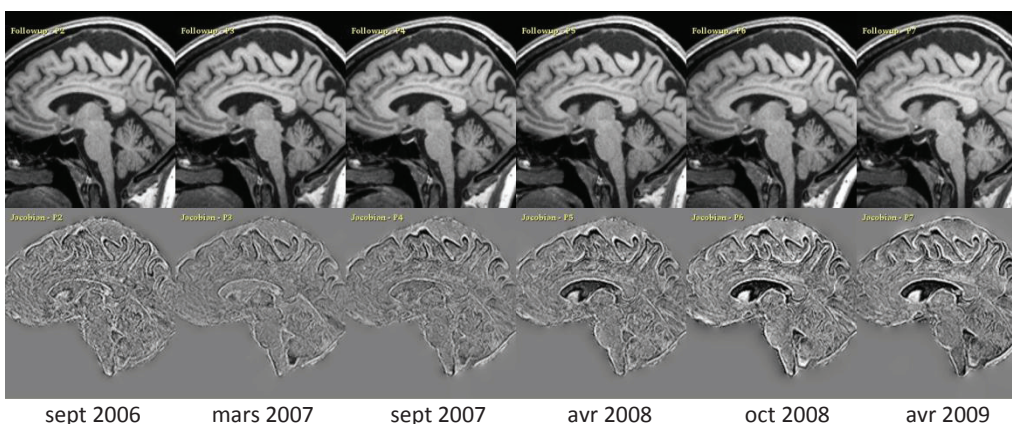 Followup - P2 Followup - P3 Followup - P4 Followup - P5 Followup - P6 Followup - P7
Jacobian - P2 Jacobian - P3 Jacobian - P4 Jacobian - P5 Jacobian - P6 Jacobian - P7
sept 2006 mars 2007 sept 2007 avr 2008 oct 2008 avr 2009